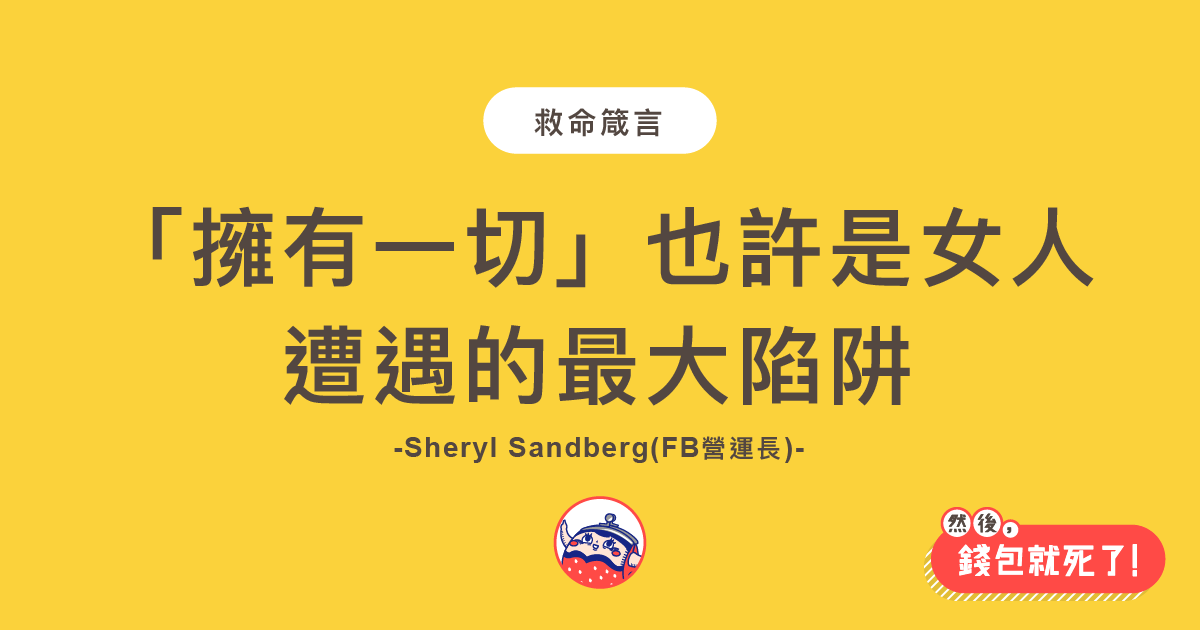 救命箴言
「擁有一切」也許是女人
遭遇的最大陷阱
-Sheryl Sandberg(FB營運長)-
然後,
錢包就死了!